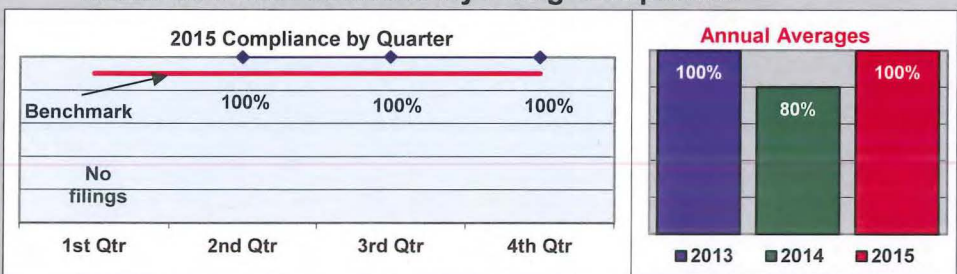 2015 Compliance by Quarter
Benchmark
100%
100%
100%
No
filings
1st Qtr
2nd Qtr
3rd Qtr
4th Qtr
Annual Averages
100%
80%
100%
2013
2014
2015